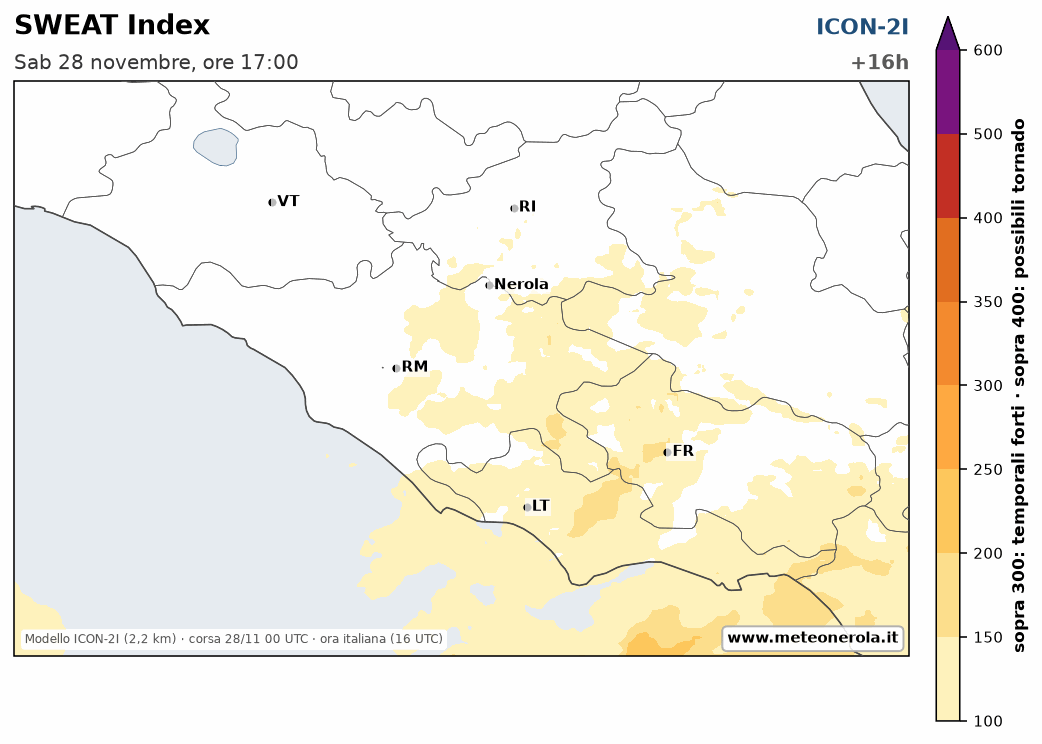 SWEAT Index
ICON-2I
Sab 28 novembre, ore 17:00
+16h
VT
RI
Nerola
RM
FR
LT
Modello ICON-2I (2,2 km) · corsa 28/11 00 UTC · ora italiana (16 UTC)
www.meteonerola.it
600
500
400
350
300
250
200
150
100
sopra 300: temporali forti · sopra 400: possibili tornado